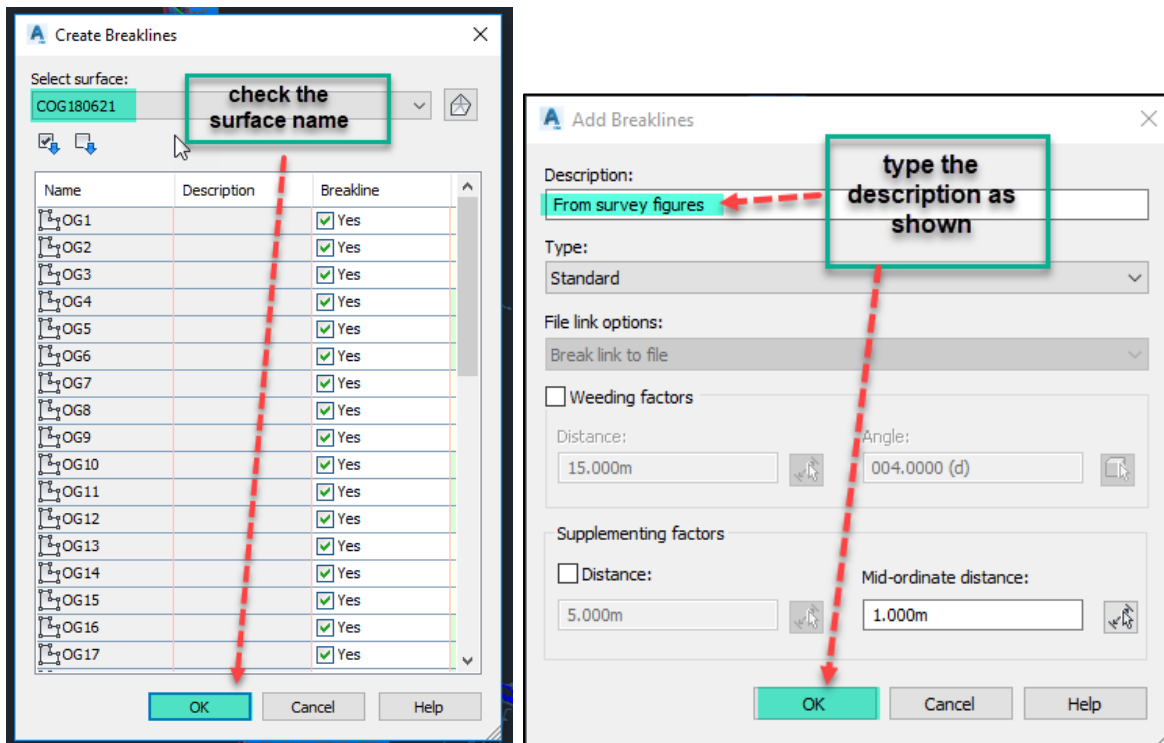 Create Breaklines
Select surface:
COG180621
check the
surface name
Name Description Breakline
OG1 Yes
OG2 Yes
OG3 Yes
OG4 Yes
OG5 Yes
OG6 Yes
OG7 Yes
OG8 Yes
OG9 Yes
OG10 Yes
OG11 Yes
OG12 Yes
OG13 Yes
OG14 Yes
OG15 Yes
OG16 Yes
OG17 Yes
OK Cancel Help
Add Breaklines
type the
description as
shown
Description:
From survey figures
Type:
Standard
File link options:
Break link to file
Weeding factors
Distance: Angle:
15.000m 004.0000 (d)
Supplementing factors
Distance: Mid-ordinate distance:
5.000m 1.000m
OK Cancel Help